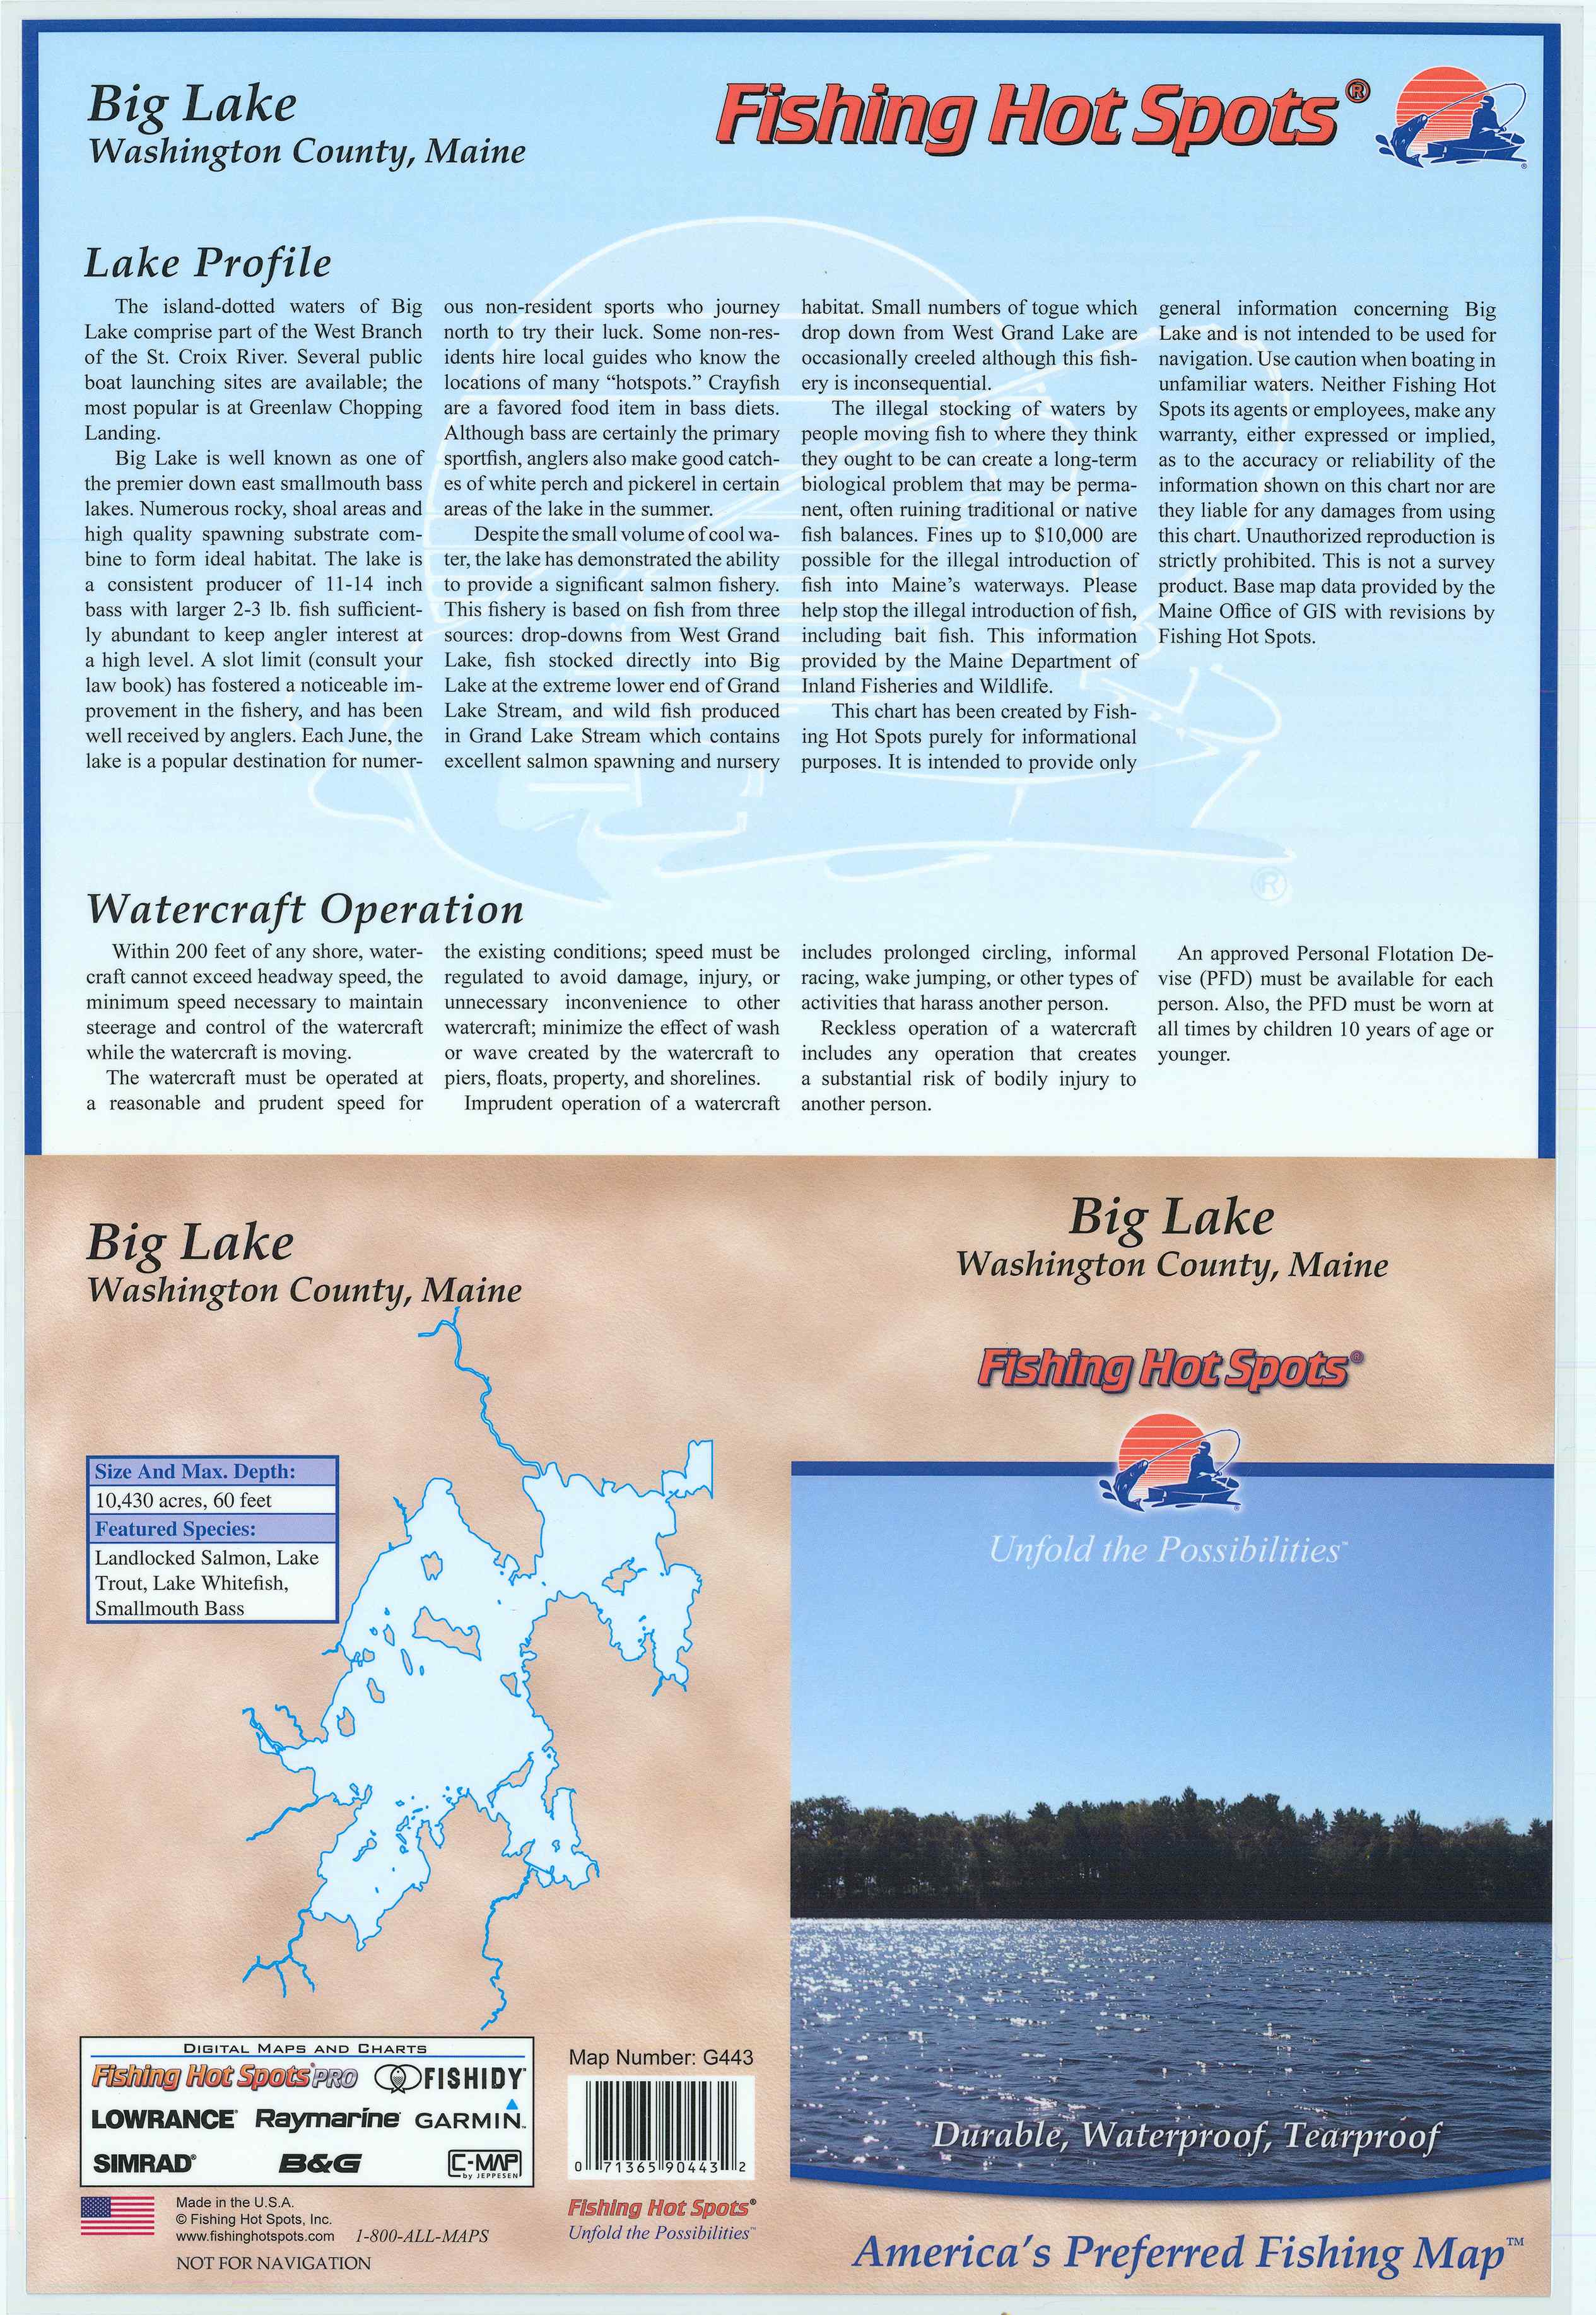 Big Lake
Washington County, Maine
Fishing Hot Spots®
Lake Profile
The island-dotted waters of Big
Lake comprise part of the West Branch
of the St. Croix River. Several public
boat launching sites are available; the
most popular is at Greenlaw Chopping
Landing.
Big Lake is well known as one of
the premier down east smallmouth bass
lakes. Numerous rocky, shoal areas and
high quality spawning substrate com-
bine to form ideal habitat. The lake is
a consistent producer of 11-14 inch
bass with larger 2-3 lb. fish sufficient-
ly abundant to keep angler interest at
a high level. A slot limit (consult your
law book) has fostered a noticeable im-
provement in the fishery, and has been
well received by anglers. Each June, the
lake is a popular destination for numer-
ous non-resident sports who journey
north to try their luck. Some non-res-
idents hire local guides who know the
locations of many “hotspots.” Crayfish
are a favored food item in bass diets.
Although bass are certainly the primary
sportfish, anglers also make good catch-
es of white perch and pickerel in certain
areas of the lake in the summer.
Despite the small volume of cool wa-
ter, the lake has demonstrated the ability
to provide a significant salmon fishery.
This fishery is based on fish from three
sources: drop-downs from West Grand
Lake, fish stocked directly into Big
Lake at the extreme lower end of Grand
Lake Stream, and wild fish produced
in Grand Lake Stream which contains
excellent salmon spawning and nursery
habitat. Small numbers of togue which
drop down from West Grand Lake are
occasionally creeled although this fish-
ery is inconsequential.
The illegal stocking of waters by
people moving fish to where they think
they ought to be can create a long-term
biological problem that may be perma-
nent, often ruining traditional or native
fish balances. Fines up to $10,000 are
possible for the illegal introduction of
fish into Maine’s waterways. Please
help stop the illegal introduction of fish,
including bait fish. This information
provided by the Maine Department of
Inland Fisheries and Wildlife.
This chart has been created by Fish-
ing Hot Spots purely for informational
purposes. It is intended to provide only
general information concerning Big
Lake and is not intended to be used for
navigation. Use caution when boating in
unfamiliar waters. Neither Fishing Hot
Spots its agents or employees, make any
warranty, either expressed or implied,
as to the accuracy or reliability of the
information shown on this chart nor are
they liable for any damages from using
this chart. Unauthorized reproduction is
strictly prohibited. This is not a survey
product. Base map data provided by the
Maine Office of GIS with revisions by
Fishing Hot Spots.
®
Watercraft Operation
Within 200 feet of any shore, water-
craft cannot exceed headway speed, the
minimum speed necessary to maintain
steerage and control of the watercraft
while the watercraft is moving.
The watercraft must be operated at
a reasonable and prudent speed for
the existing conditions; speed must be
regulated to avoid damage, injury, or
unnecessary inconvenience to other
watercraft; minimize the effect of wash
or wave created by the watercraft to
piers, floats, property, and shorelines.
Imprudent operation of a watercraft
includes prolonged circling, informal
racing, wake jumping, or other types of
activities that harass another person.
Reckless operation of a watercraft
includes any operation that creates
a substantial risk of bodily injury to
another person.
An approved Personal Flotation De-
vise (PFD) must be available for each
person. Also, the PFD must be worn at
all times by children 10 years of age or
younger.
Big Lake
Washington County, Maine
Size And Max. Depth:
10,430 acres, 60 feet
Featured Species:
Landlocked Salmon, Lake
Trout, Lake Whitefish,
Smallmouth Bass
DIGITAL MAPS AND CHARTS
Fishing Hot Spots® PRO FISHIDY™
LOWRANCE® Raymarine GARMIN™
SIMRAD® B&G C-MAP
by JEPPESEN
Made in the U.S.A.
© Fishing Hot Spots, Inc.
www.fishinghotspots.com 1-800-ALL-MAPS
NOT FOR NAVIGATION
Map Number: G443
0 71365 90443 2
Fishing Hot Spots®
Unfold the Possibilities™
Big Lake
Washington County, Maine
Fishing Hot Spots®
Unfold the Possibilities™
Durable, Waterproof, Tearproof
America's Preferred Fishing Map™